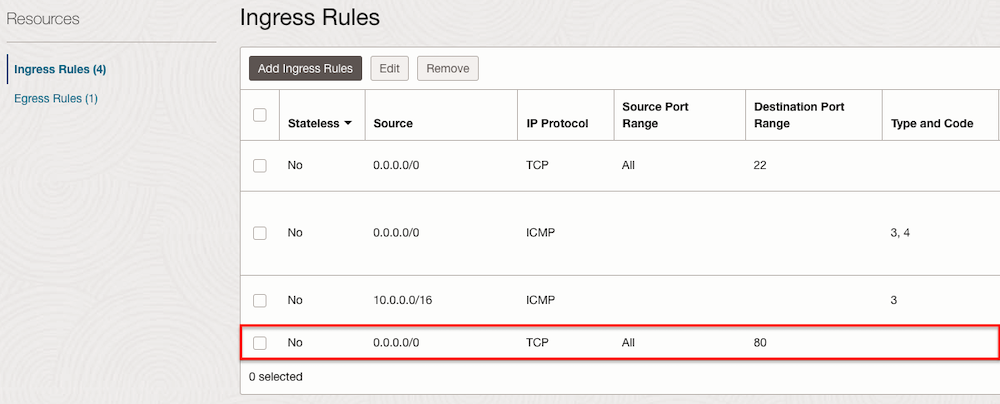 Resources
Ingress Rules (4)
Egress Rules (1)
Ingress Rules
Add Ingress Rules Edit Remove
Stateless Source IP Protocol Source Port Range Destination Port Range Type and Code
No 0.0.0.0/0 TCP All 22
No 0.0.0.0/0 ICMP 3, 4
No 10.0.0.0/16 ICMP 3
No 0.0.0.0/0 TCP All 80
0 selected